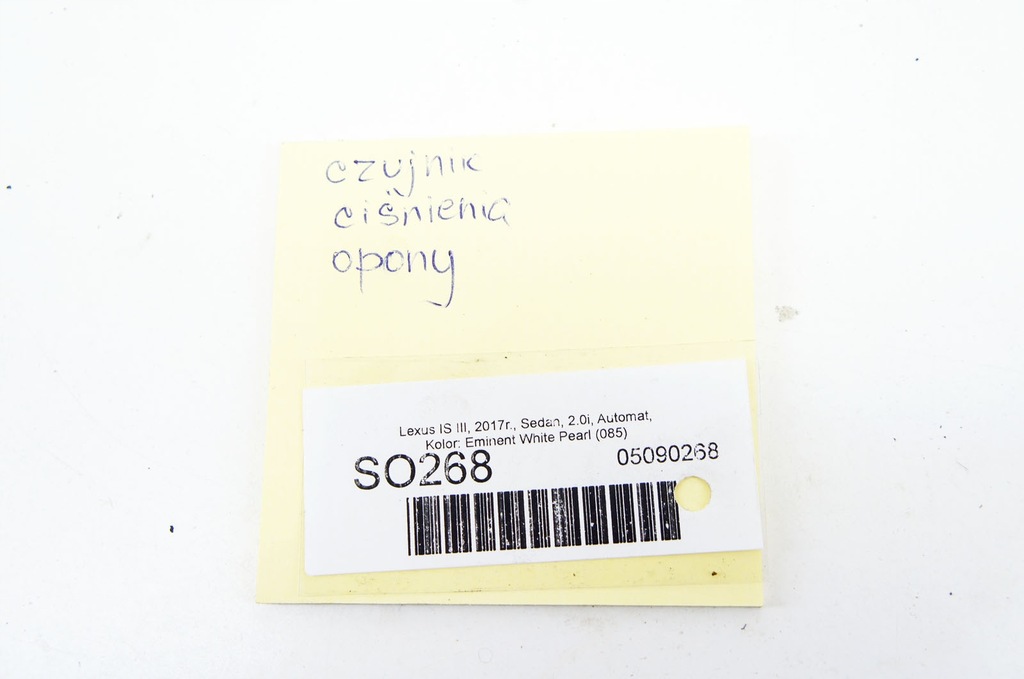 czujnik
ciśnienia
opony
Lexus IS III, 2017r., Sedan, 2.0i, Automat,
Kolor: Eminent White Pearl (085)
SO268 05090268